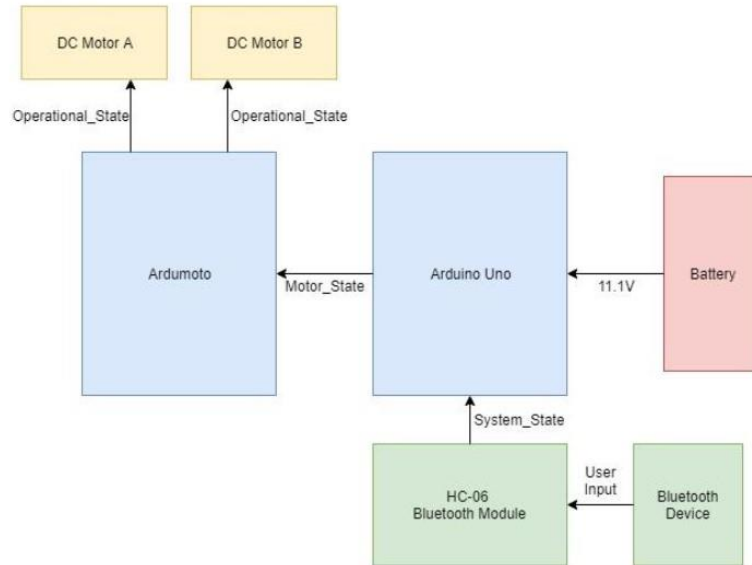 DC Motor A
DC Motor B
Operational_State
Operational_State
Ardumoto
Motor_State
Arduino Uno
11.1V
Battery
System_State
HC-06
Bluetooth Module
User
Input
Bluetooth
Device